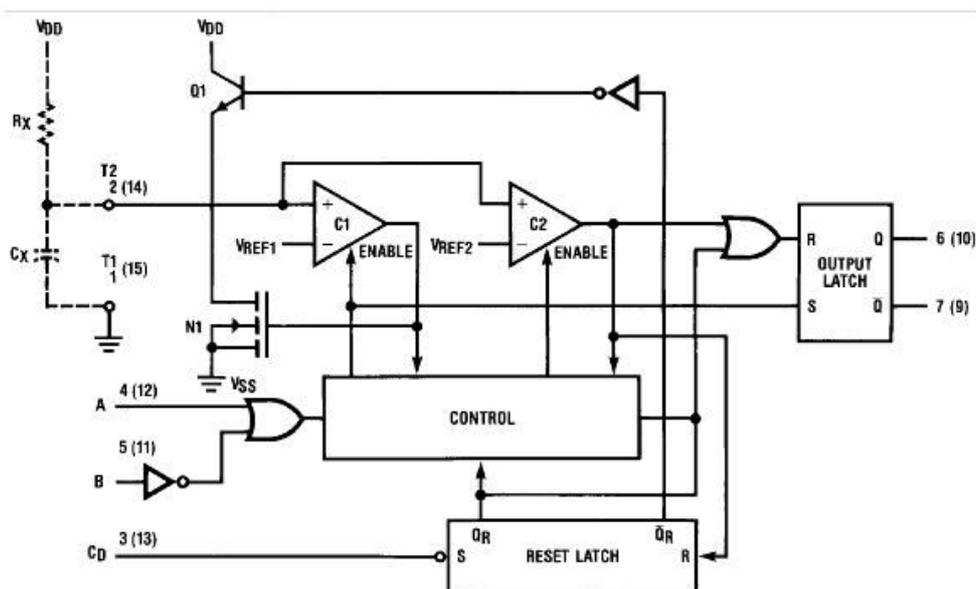 VDD
VDD
Q1
RX
T2
2 (14)
CX
T1
1 (15)
+
C1
−
VREF1
ENABLE
+
C2
−
VREF2
ENABLE
R
Q
6 (10)
OUTPUT
LATCH
S
Q̄
7 (9)
N1
VSS
A
4 (12)
CONTROL
B
5 (11)
CD
3 (13)
QR
Q̄R
S
RESET LATCH
R